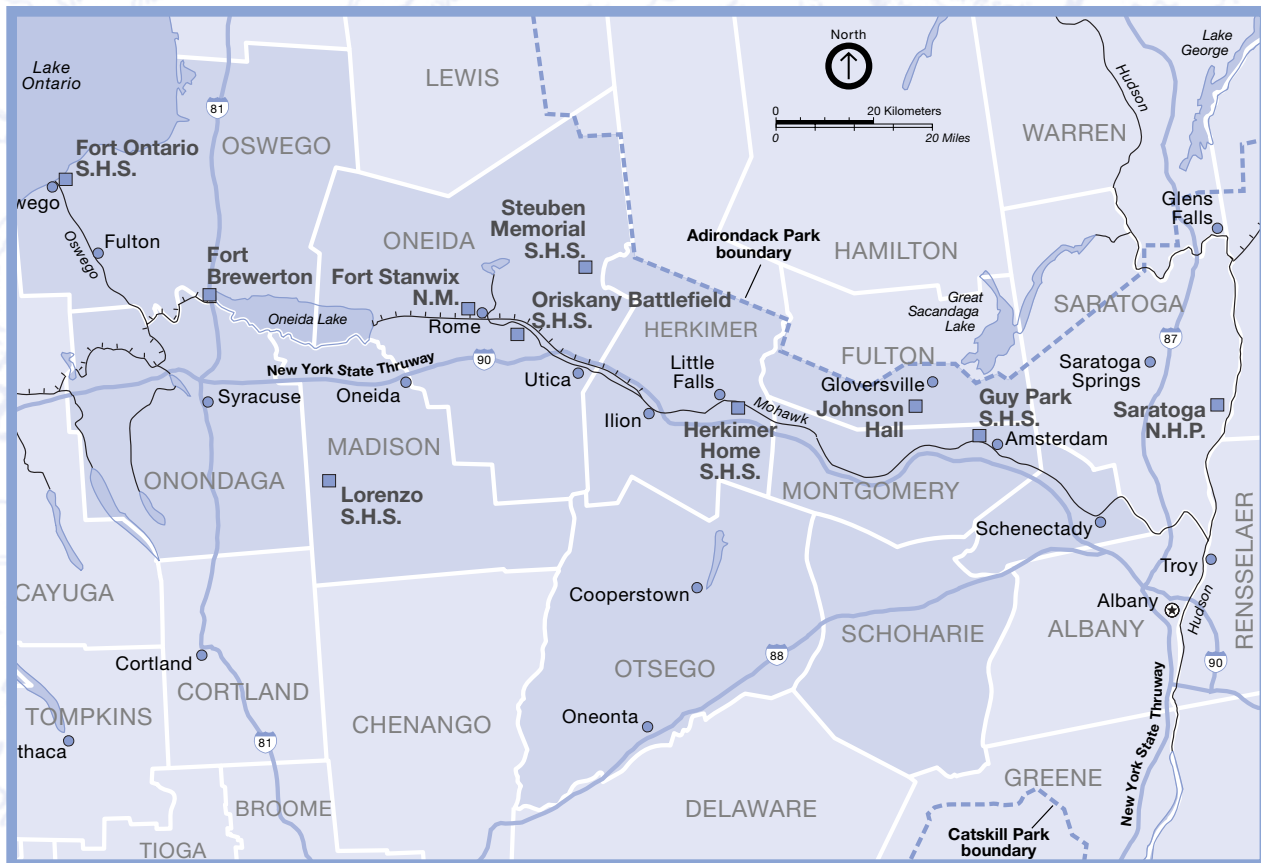 North
0
20 Kilometers
0
20 Miles
Lake
Ontario
LEWIS
81
OSWEGO
Fort Ontario
S.H.S.
wego
Oswego
Fulton
Fort
Brewerton
Oneida Lake
ONEIDA
Steuben
Memorial
S.H.S.
Fort Stanwix
N.M.
Rome
Oriskany Battlefield
S.H.S.
Adirondack Park
boundary
HERKIMER
HAMILTON
Hudson
Lake
George
WARREN
Glens
Falls
Great
Sacandaga
Lake
SARATOGA
87
FULTON
Saratoga
Springs
Gloversville
Johnson
Hall
Guy Park
S.H.S.
Amsterdam
Saratoga
N.H.P.
New York State Thruway
90
Syracuse
Oneida
Utica
Ilion
Little
Falls
Mohawk
Herkimer
Home
S.H.S.
MADISON
ONONDAGA
Lorenzo
S.H.S.
MONTGOMERY
Schenectady
RENSSELAER
Troy
CAYUGA
Cooperstown
Albany
Hudson
ALBANY
SCHOHARIE
90
Cortland
CORTLAND
OTSEGO
88
TOMPKINS
thaca
CHENANGO
Oneonta
81
New York State Thruway
GREENE
BROOME
DELAWARE
Catskill Park
boundary
TIOGA